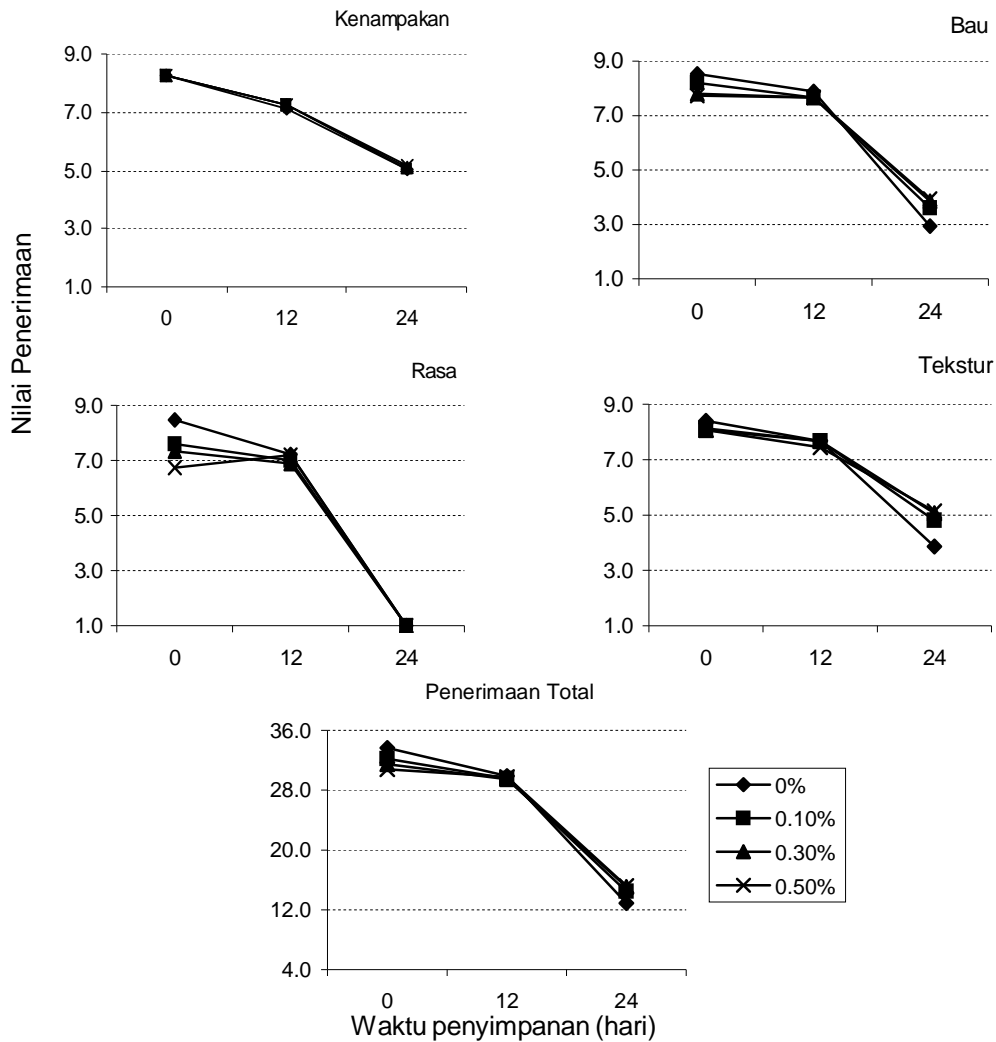 Kenampakan
9.0
7.0
5.0
3.0
1.0
0 12 24
Bau
9.0
7.0
5.0
3.0
1.0
0 12 24
Nilai Penerimaan
Rasa
9.0
7.0
5.0
3.0
1.0
0 12 24
Tekstur
9.0
7.0
5.0
3.0
1.0
0 12 24
Penerimaan Total
36.0
28.0
20.0
12.0
4.0
0 12 24
Waktu penyimpanan (hari)
0%
0.10%
0.30%
0.50%